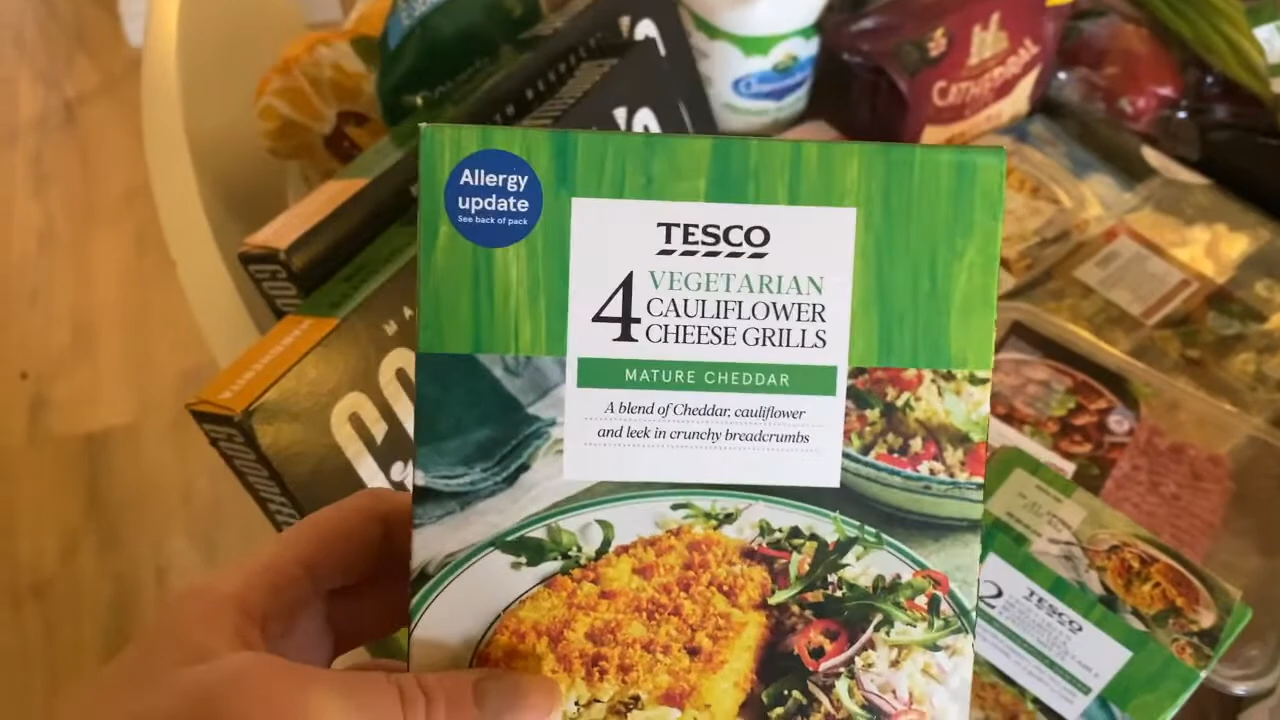 Allergy
update
See back of pack
TESCO
4 VEGETARIAN
CAULIFLOWER
CHEESE GRILLS
MATURE CHEDDAR
A blend of Cheddar, cauliflower
and leek in crunchy breadcrumbs
CATHEDRAL
2
TESCO